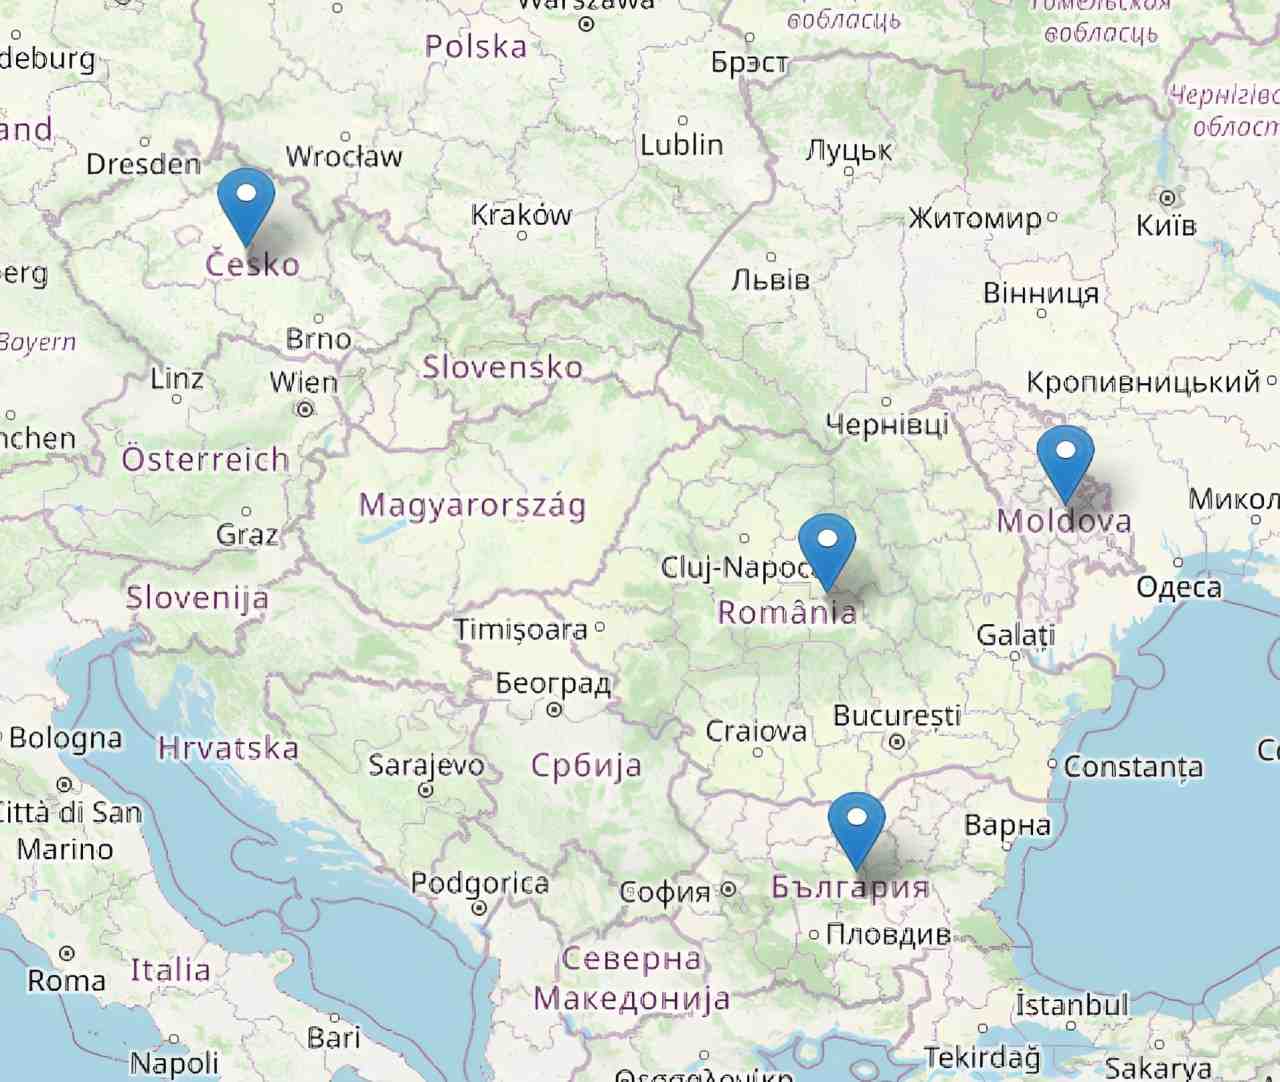 Warszawa
вобласць
вобласць
deburg
Polska
Брэст
and
Lublin
Луцьк
Чернігівс
област
Dresden
Wrocław
Kraków
Житомир
Київ
Česko
erg
Львів
Вінниця
Bayern
Brno
Slovensko
Linz
Wien
Кропивницький
nchen
Чернівці
Österreich
Magyarország
Микол
Graz
Moldova
Cluj-Napoca
Одеса
Slovenija
România
Timișoara
Galați
Београд
București
Bologna
Hrvatska
Craiova
Sarajevo
Србија
Constanța
Città di San
Marino
Варна
Podgorica
София
България
Пловдив
Roma
Italia
Северна
Македонија
İstanbul
Bari
Napoli
Tekirdağ
Sakarya